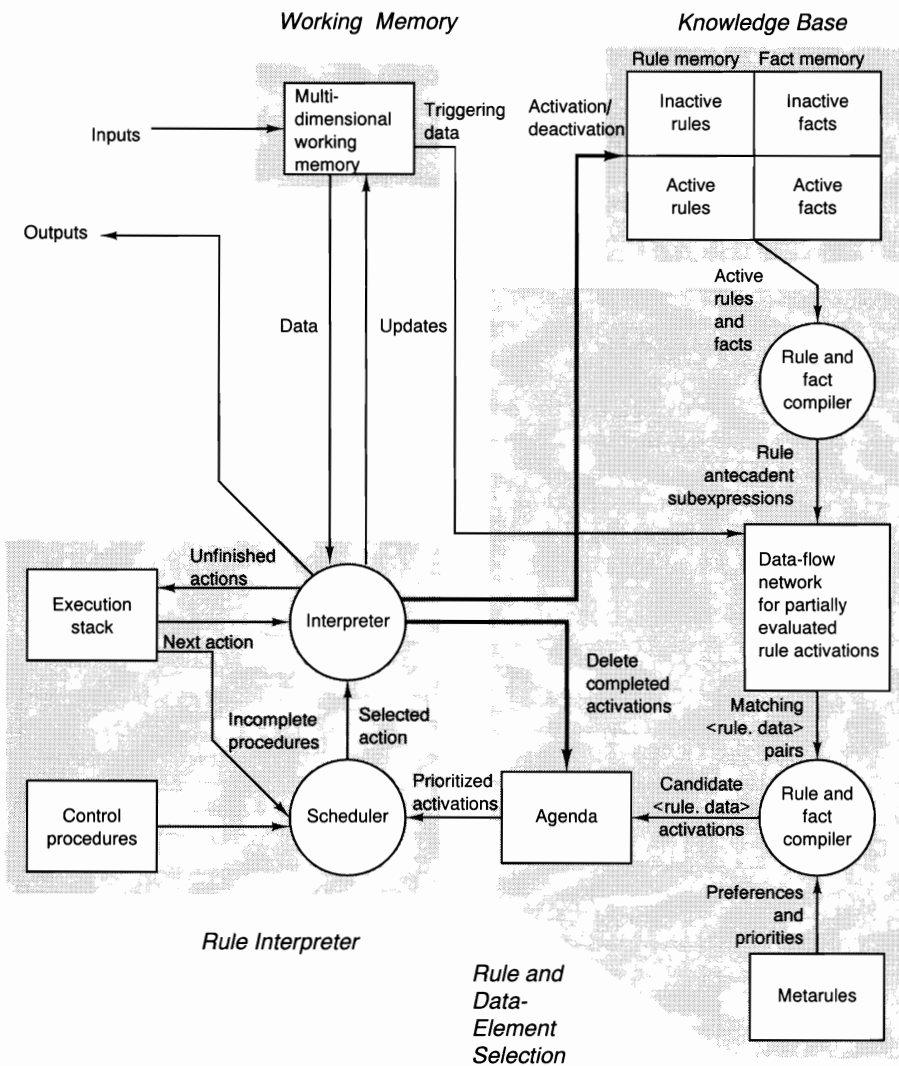 Working Memory
Knowledge Base
Rule memory
Fact memory
Multi-
dimensional
working
memory
Triggering
data
Activation/
deactivation
Inactive
rules
Inactive
facts
Inputs
Active
rules
Active
facts
Outputs
Active
rules
and
facts
Data
Updates
Rule and
fact
compiler
Rule
antecadent
subexpressions
Unfinished
actions
Data-flow
network
for partially
evaluated
rule activations
Execution
stack
Interpreter
Next action
Delete
completed
activations
Incomplete
procedures
Selected
action
Matching
<rule. data>
pairs
Control
procedures
Scheduler
Prioritized
activations
Agenda
Candidate
<rule. data>
activations
Rule and
fact
compiler
Preferences
and
priorities
Rule Interpreter
Rule and
Data-
Element
Selection
Metarules